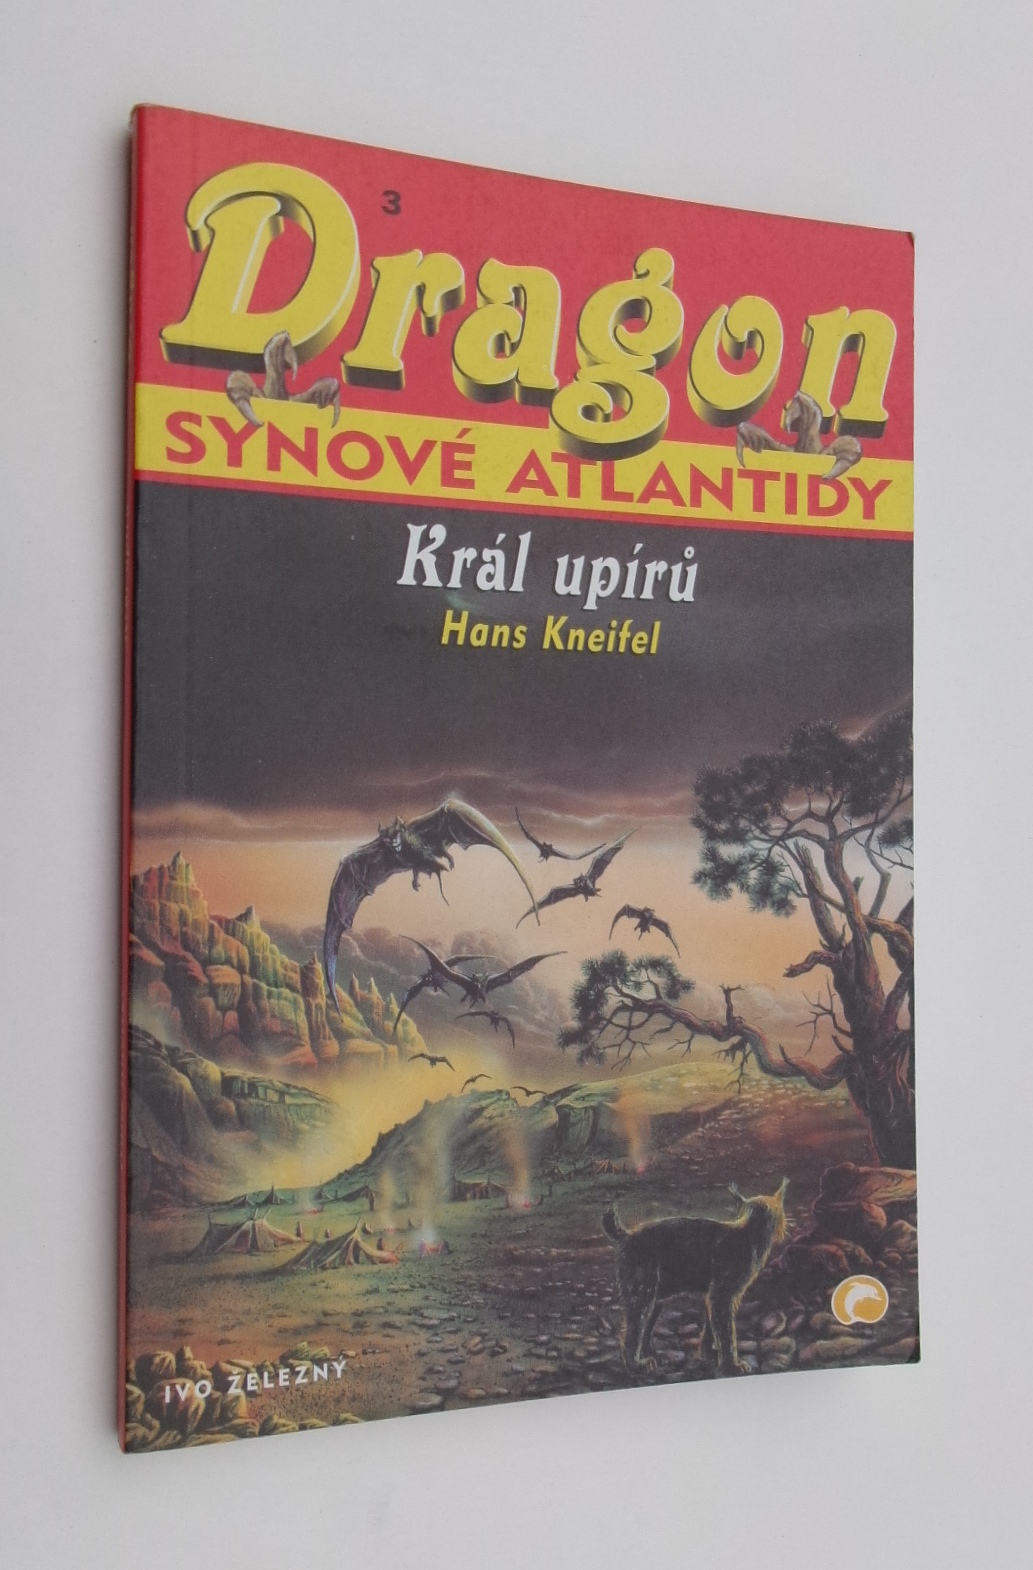 3
Dragon
SYNOVÉ ATLANTIDY
Král upírů
Hans Kneifel
IVO ŽELEZNÝ